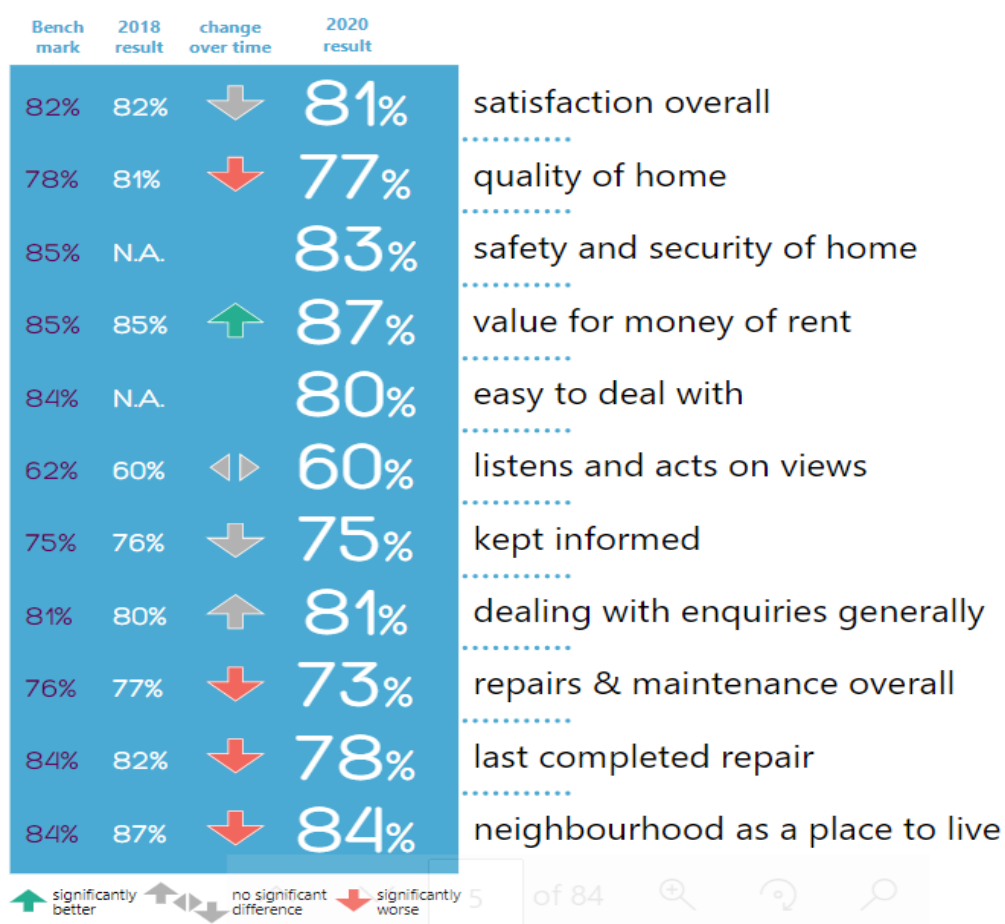 Bench mark 2018 result change over time 2020 result
82% 82% 81% satisfaction overall
78% 81% 77% quality of home
85% N.A. 83% safety and security of home
85% 85% 87% value for money of rent
84% N.A. 80% easy to deal with
62% 60% 60% listens and acts on views
75% 76% 75% kept informed
81% 80% 81% dealing with enquiries generally
76% 77% 73% repairs & maintenance overall
84% 82% 78% last completed repair
84% 87% 84% neighbourhood as a place to live
significantly better no significant difference significantly worse
5 of 84